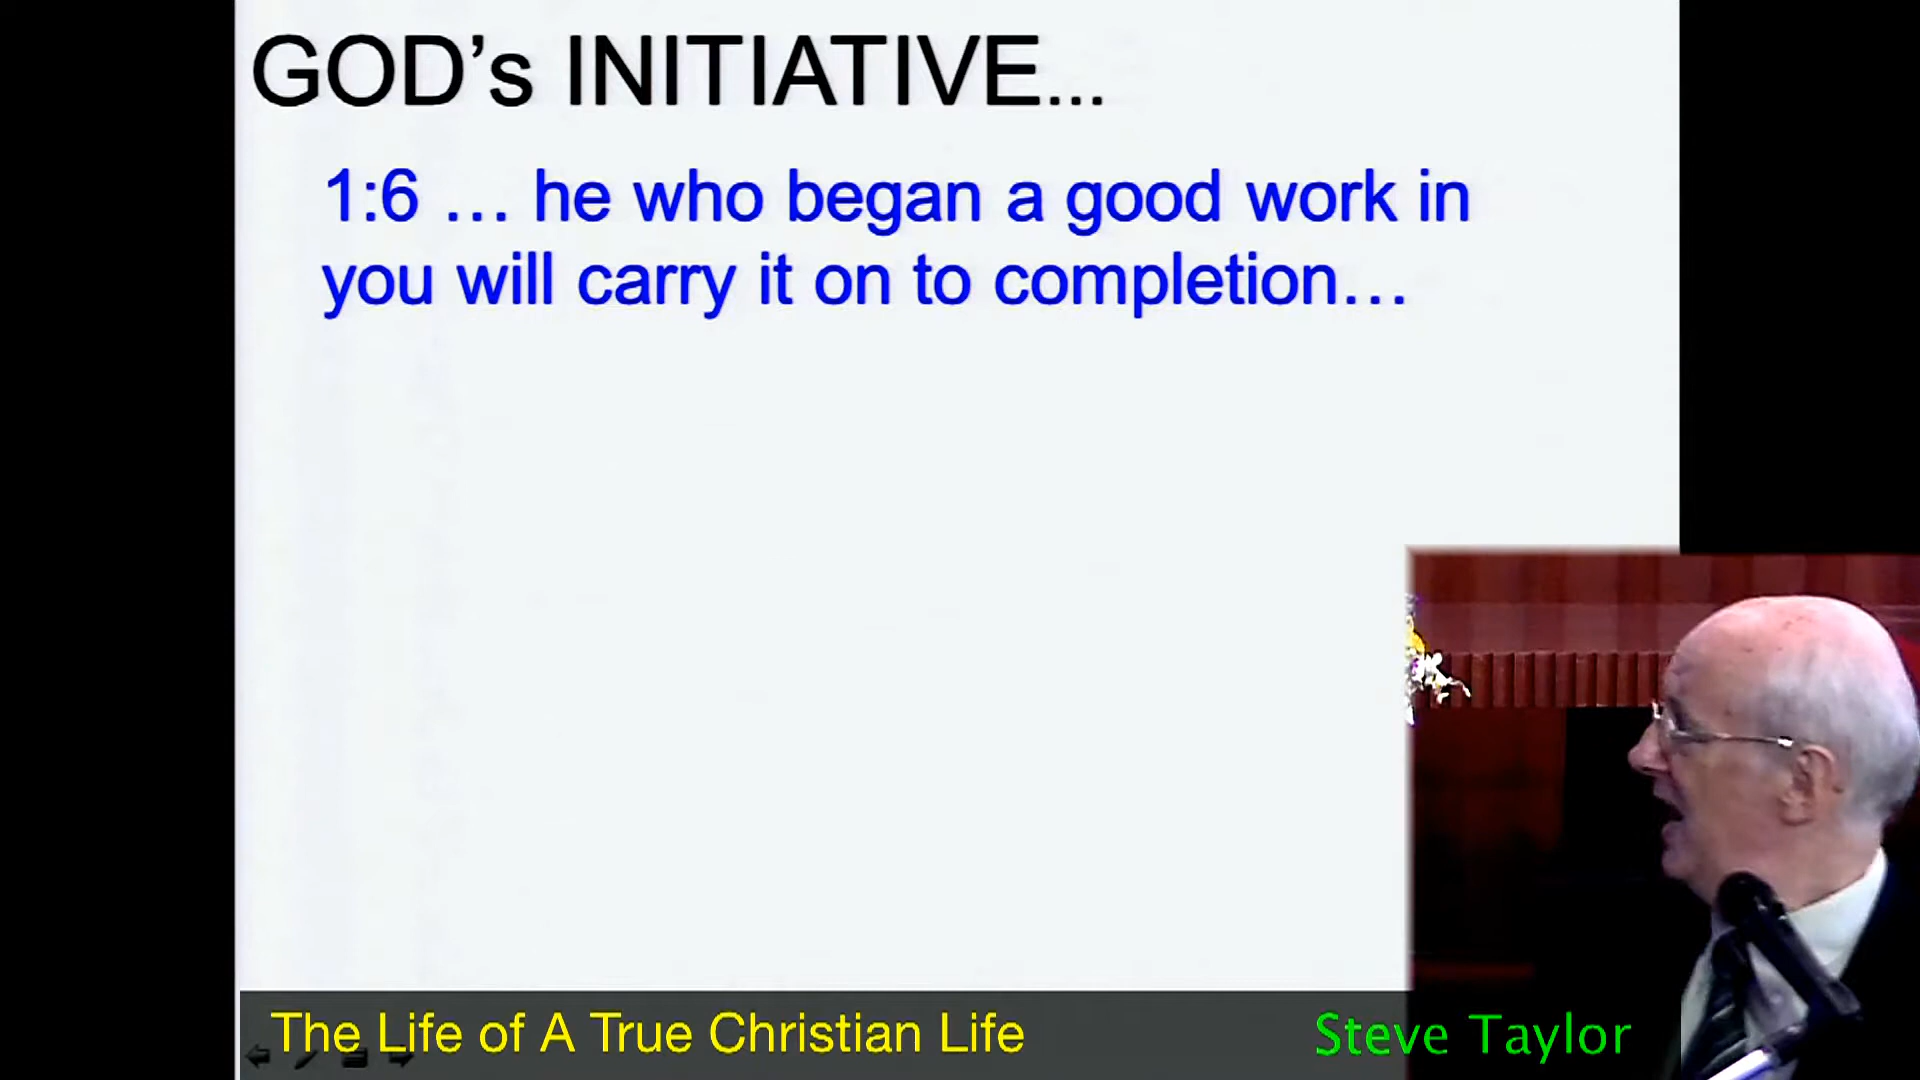 GOD’s INITIATIVE...
1:6 … he who began a good work in
you will carry it on to completion…
The Life of A True Christian Life
Steve Taylor